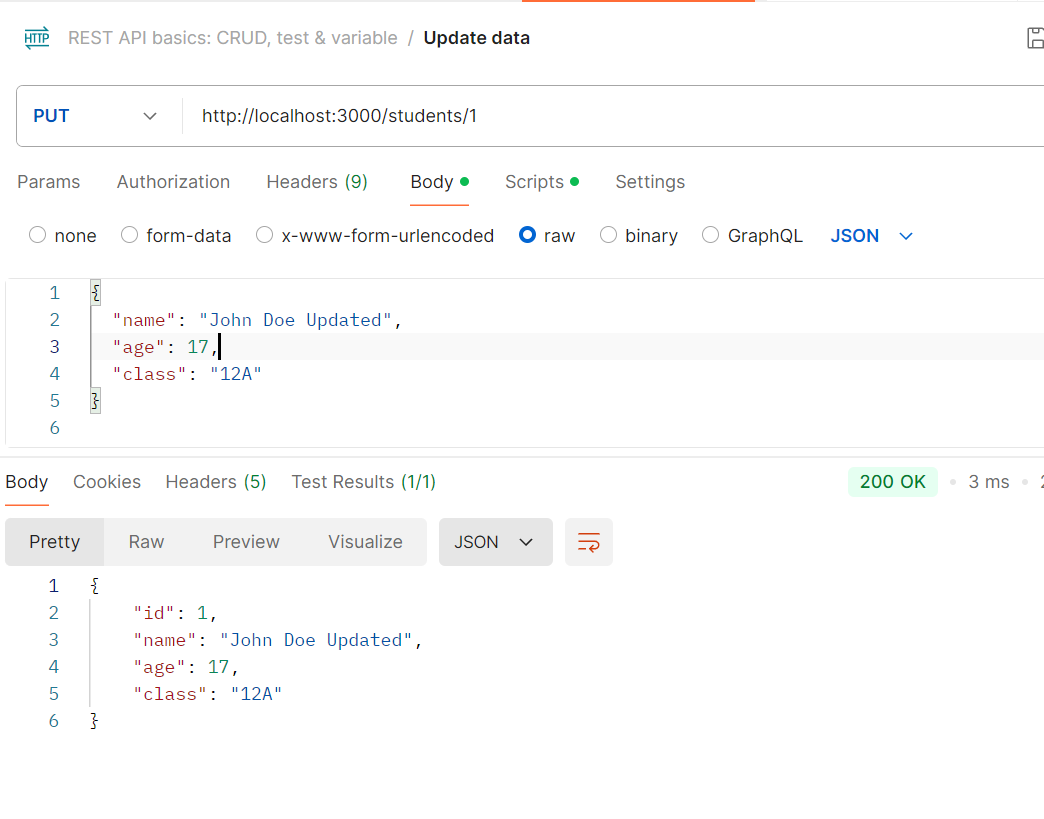 HTTP REST API basics: CRUD, test & variable / Update data
PUT http://localhost:3000/students/1
Params Authorization Headers (9) Body Scripts Settings
none form-data x-www-form-urlencoded raw binary GraphQL JSON
1 {
2 "name": "John Doe Updated",
3 "age": 17,
4 "class": "12A"
5 }
6
Body Cookies Headers (5) Test Results (1/1) 200 OK 3 ms
Pretty Raw Preview Visualize JSON
1 {
2 "id": 1,
3 "name": "John Doe Updated",
4 "age": 17,
5 "class": "12A"
6 }